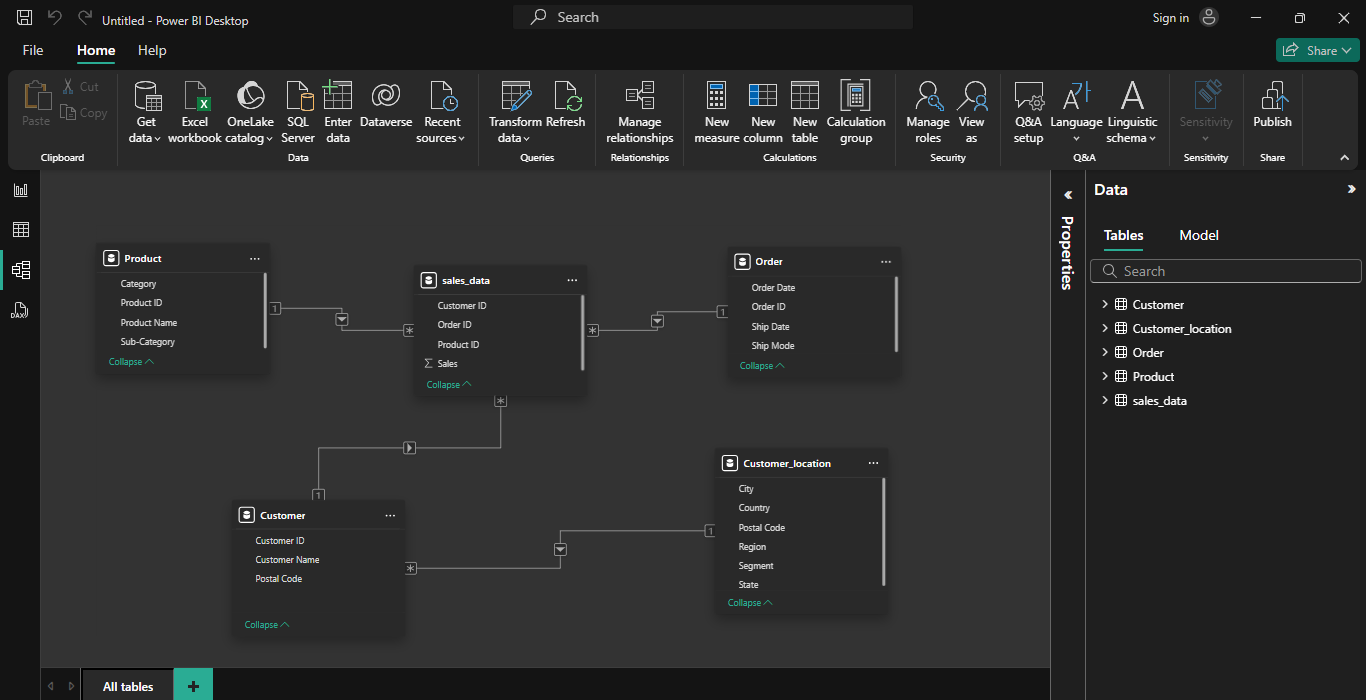 Untitled - Power BI Desktop
Search
Sign in
File
Home
Help
Share
Paste
Cut
Copy
Get data
Excel workbook
OneLake catalog
SQL Server
Enter data
Dataverse
Recent sources
Transform data
Refresh
Manage relationships
New measure
New column
New table
Calculation group
Manage roles
View as
Q&A setup
Language
Linguistic schema
Sensitivity
Publish
Clipboard
Data
Queries
Relationships
Calculations
Security
Q&A
Sensitivity
Share
DAX
Product
Category
Product ID
Product Name
Sub-Category
Collapse
1
*
sales_data
Customer ID
Order ID
Product ID
Σ Sales
Collapse
*
1
Order
Order Date
Order ID
Ship Date
Ship Mode
Collapse
*
1
Customer
Customer ID
Customer Name
Postal Code
Collapse
*
1
Customer_location
City
Country
Postal Code
Region
Segment
State
Collapse
Properties
Data
Tables
Model
Search
Customer
Customer_location
Order
Product
sales_data
All tables
+